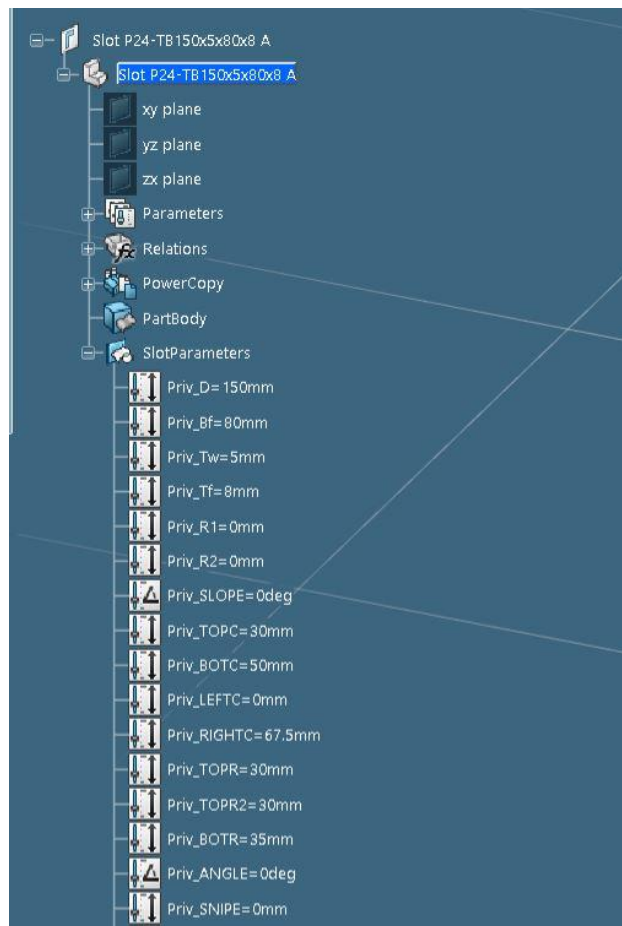 Slot P24-TB150x5x80x8 A
Slot P24-TB150x5x80x8 A
xy plane
yz plane
zx plane
Parameters
Relations
PowerCopy
PartBody
SlotParameters
Priv_D=150mm
Priv_Bf=80mm
Priv_Tw=5mm
Priv_Tf=8mm
Priv_R1=0mm
Priv_R2=0mm
Priv_SLOPE=0deg
Priv_TOPC=30mm
Priv_BOTC=50mm
Priv_LEFTC=0mm
Priv_RIGHTC=67.5mm
Priv_TOPR=30mm
Priv_TOPR2=30mm
Priv_BOTR=35mm
Priv_ANGLE=0deg
Priv_SNIPE=0mm